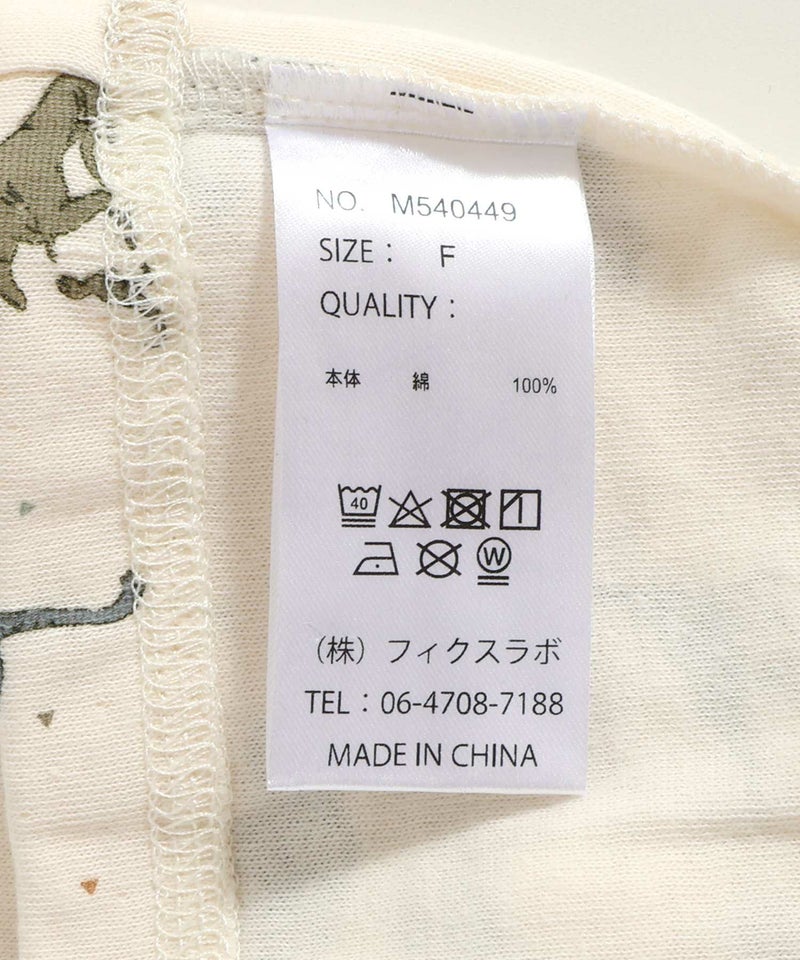 NO. M540449
SIZE： F
QUALITY：
本体 綿 100%
40
W
（株）フィクスラボ
TEL：06-4708-7188
MADE IN CHINA